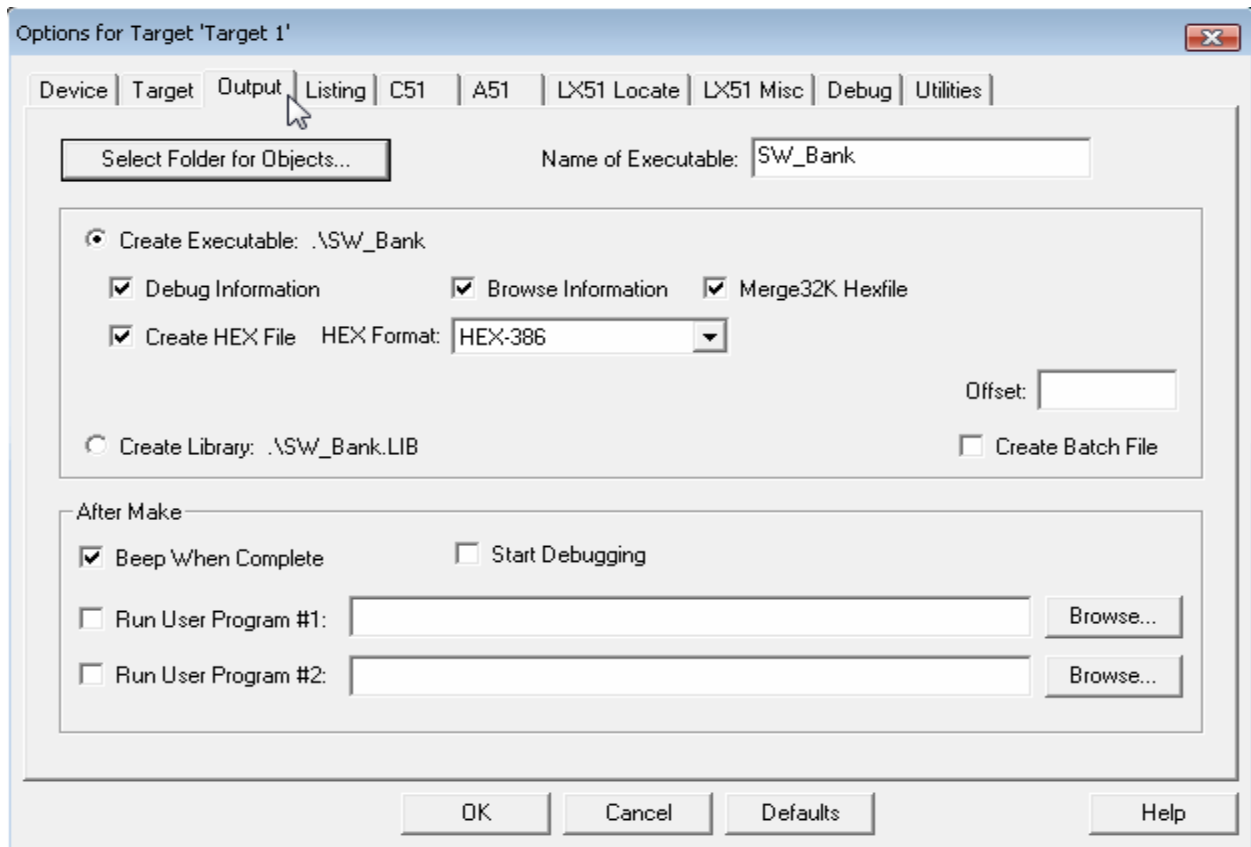 Options for Target 'Target 1'
Device Target Output Listing C51 A51 LX51 Locate LX51 Misc Debug Utilities
Select Folder for Objects... Name of Executable: SW_Bank
Create Executable: .\SW_Bank
Debug Information Browse Information Merge32K Hexfile
Create HEX File HEX Format: HEX-386
Offset:
Create Library: .\SW_Bank.LIB Create Batch File
After Make
Beep When Complete Start Debugging
Run User Program #1: Browse...
Run User Program #2: Browse...
OK Cancel Defaults Help